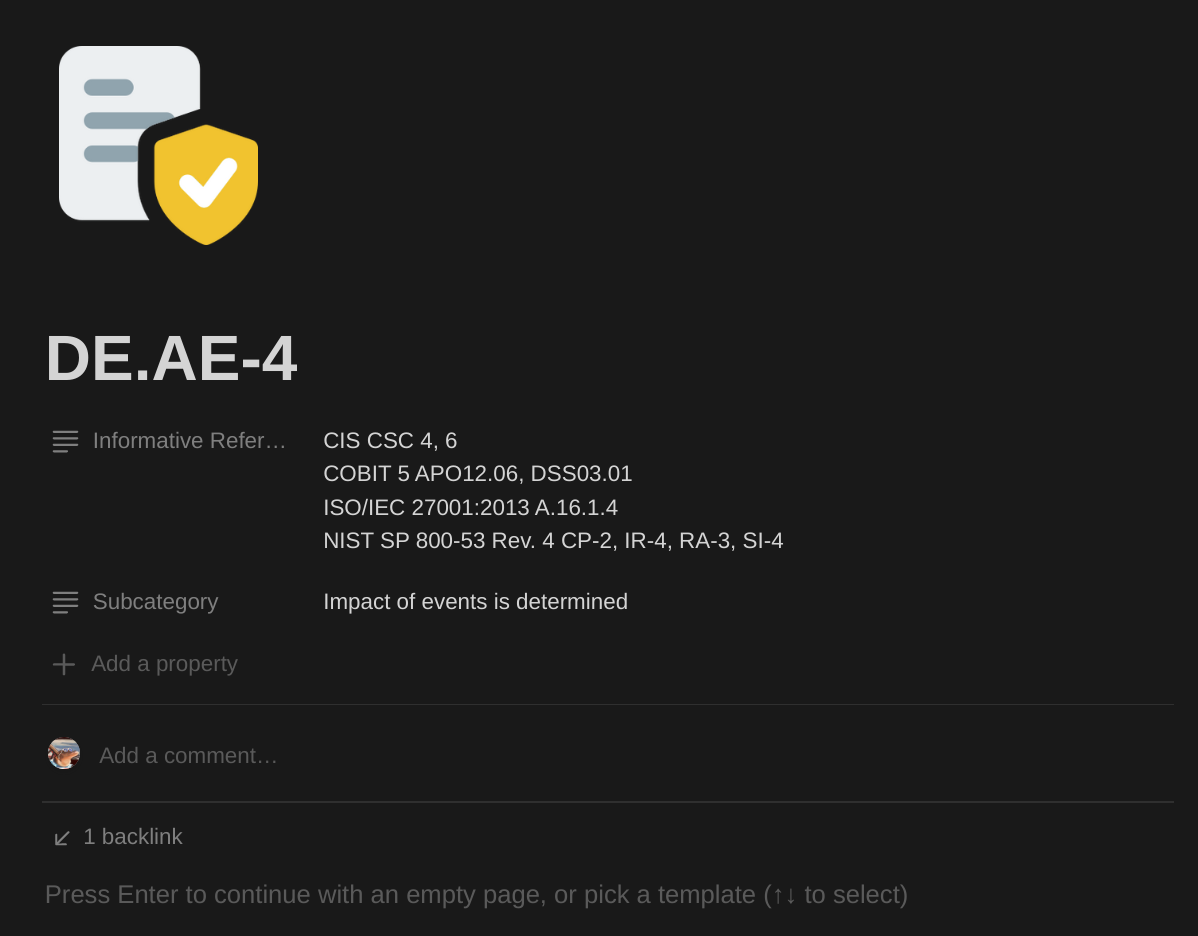 DE.AE-4
Informative Refer…
CIS CSC 4, 6
COBIT 5 APO12.06, DSS03.01
ISO/IEC 27001:2013 A.16.1.4
NIST SP 800-53 Rev. 4 CP-2, IR-4, RA-3, SI-4
Subcategory
Impact of events is determined
Add a property
Add a comment…
1 backlink
Press Enter to continue with an empty page, or pick a template (↑↓ to select)